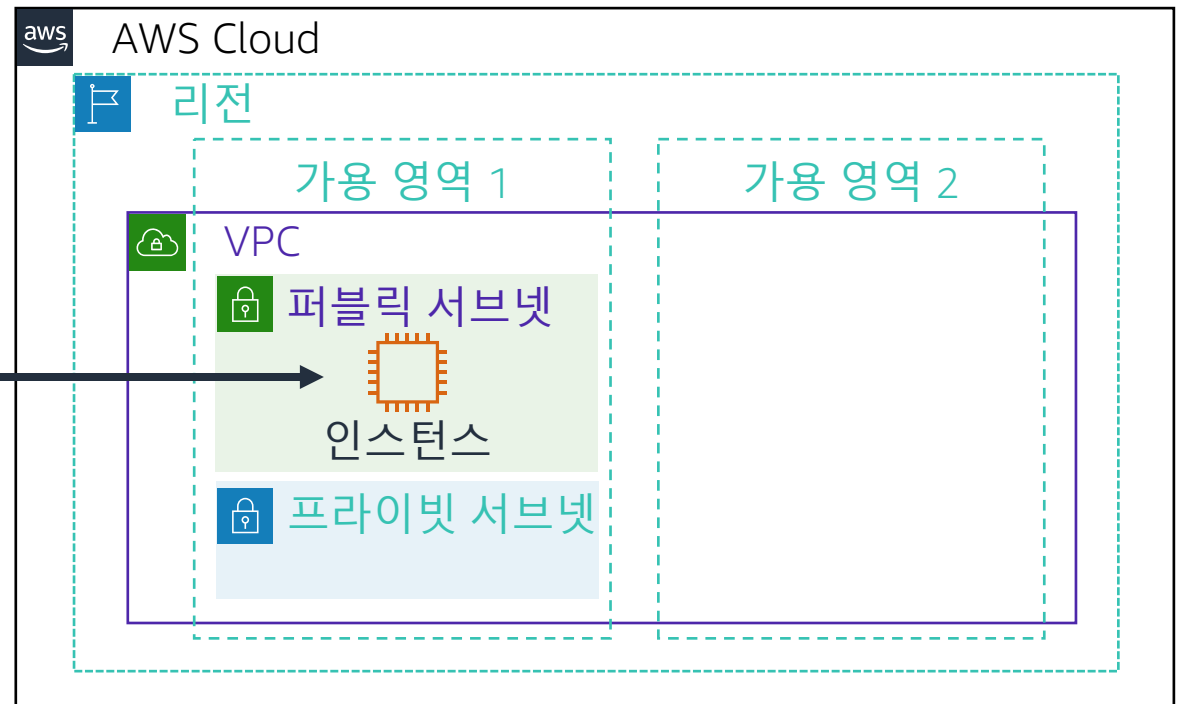 aws
AWS Cloud
리전
가용 영역 1
가용 영역 2
VPC
퍼블릭 서브넷
인스턴스
프라이빗 서브넷